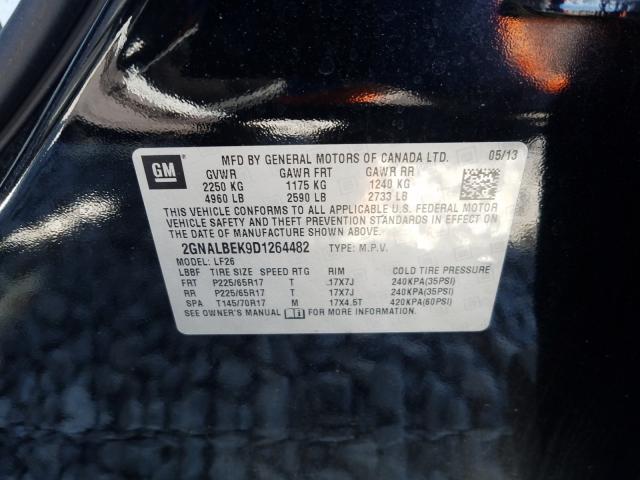 GM
MFD BY GENERAL MOTORS OF CANADA LTD. 05/13
GVWR GAWR FRT GAWR RR
2250 KG 1175 KG 1240 KG
4960 LB 2590 LB 2733 LB
THIS VEHICLE CONFORMS TO ALL APPLICABLE U.S. FEDERAL MOTOR
VEHICLE SAFETY AND THEFT PREVENTION STANDARDS IN EFFECT ON
THE DATE OF MANUFACTURE SHOWN ABOVE.
2GNALBEK9D1264482 TYPE: M.P.V.
MODEL: LF26
LBBF TIRE SIZE SPEED RTG RIM COLD TIRE PRESSURE
FRT P225/65R17 T 17X7J 240KPA(35PSI)
RR P225/65R17 T 17X7J 240KPA(35PSI)
SPA T145/70R17 M 17X4.5T 420KPA(60PSI)
SEE OWNER'S MANUAL FOR MORE INFORMATION.